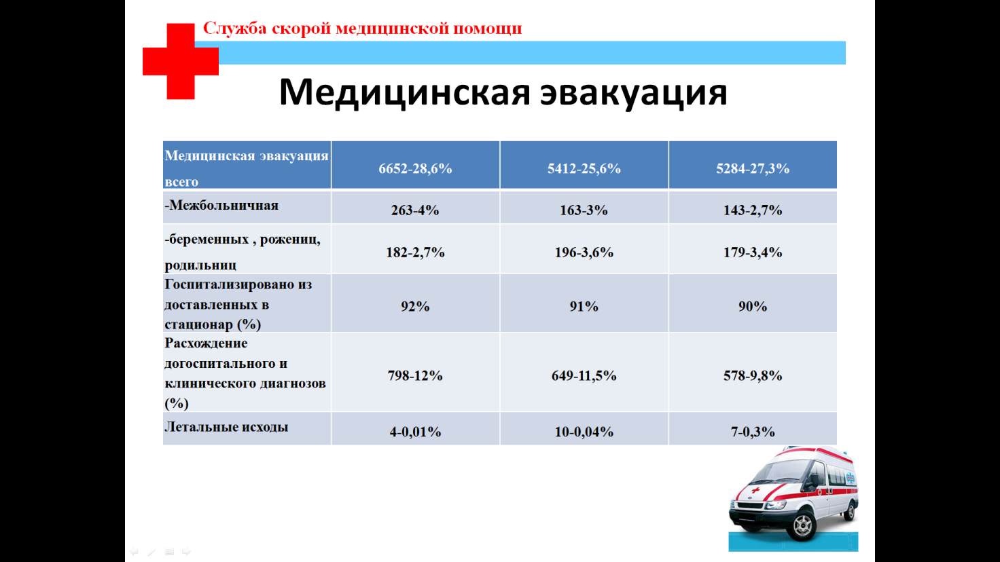 Служба скорой медицинской помощи
Медицинская эвакуация
Медицинская эвакуация
всего
6652-28,6%
5412-25,6%
5284-27,3%
-Межбольничная
263-4%
163-3%
143-2,7%
-беременных , рожениц,
родильниц
182-2,7%
196-3,6%
179-3,4%
Госпитализировано из
доставленных в
стационар (%)
92%
91%
90%
Расхождение
догоспитального и
клинического диагнозов
(%)
798-12%
649-11,5%
578-9,8%
Летальные исходы
4-0,01%
10-0,04%
7-0,3%